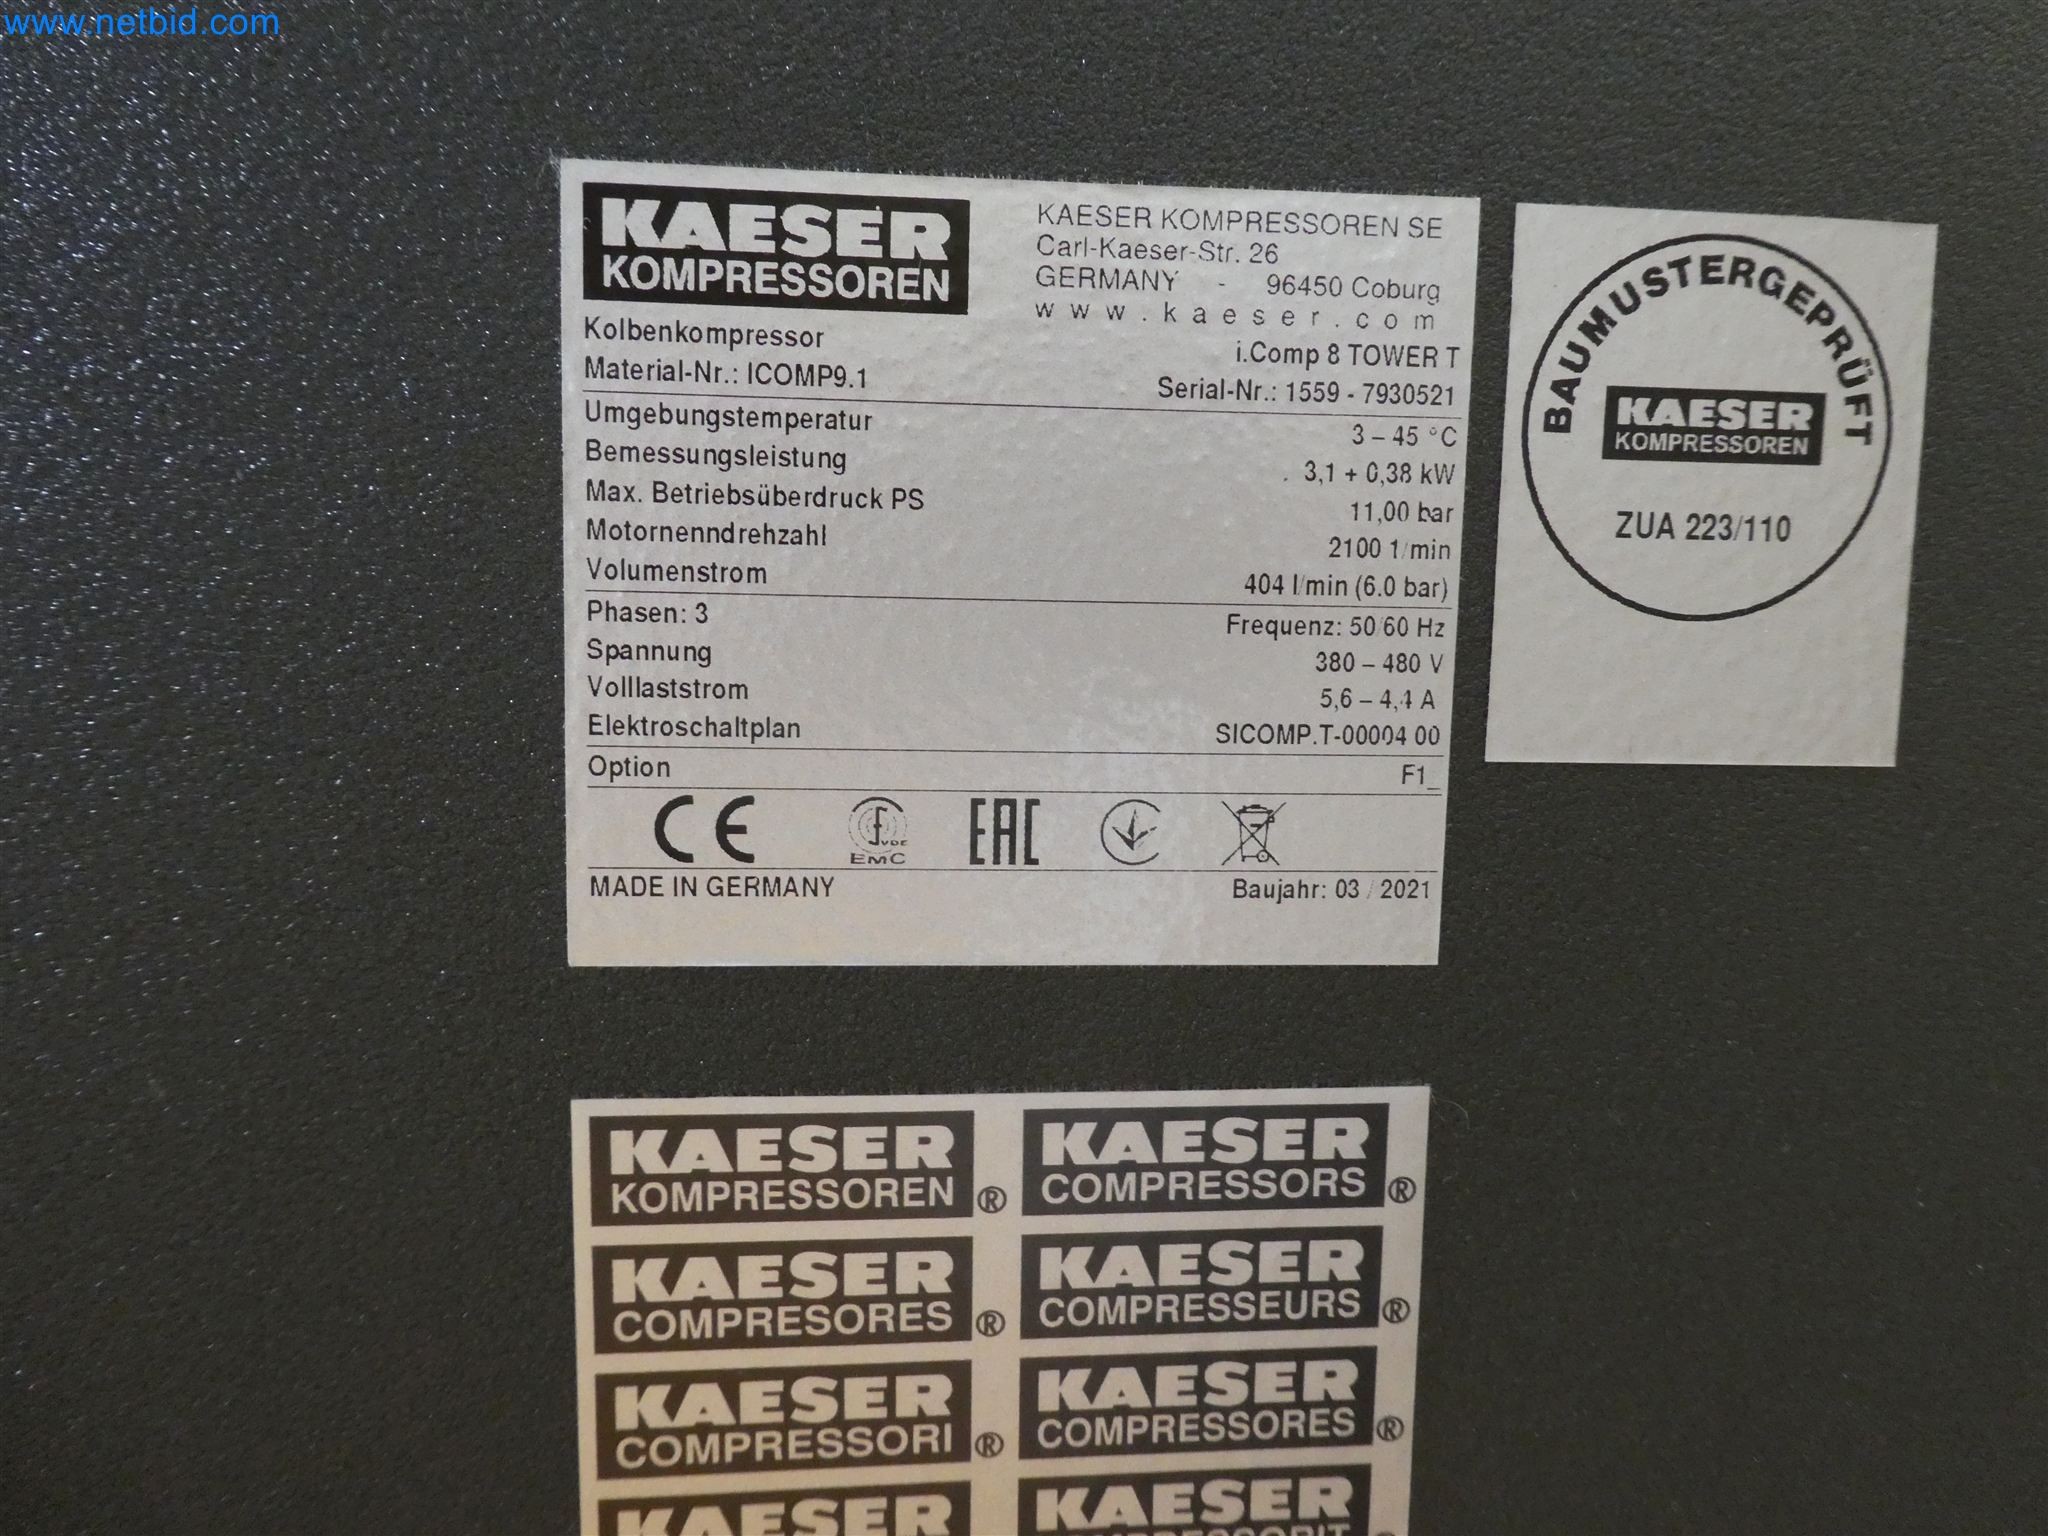 www.netbid.com
KAESER
KOMPRESSOREN
KAESER KOMPRESSOREN SE
Carl-Kaeser-Str. 26
GERMANY - 96450 Coburg
www.kaeser.com
Kolbenkompressor i.Comp 8 TOWER T
Material-Nr.: ICOMP9.1 Serial-Nr.: 1559 - 7930521
Umgebungstemperatur 3 – 45 °C
Bemessungsleistung 3,1 + 0,38 kW
Max. Betriebsüberdruck PS 11,00 bar
Motornenndrehzahl 2100 1/min
Volumenstrom 404 l/min (6.0 bar)
Phasen: 3 Frequenz: 50/60 Hz
Spannung 380 – 480 V
Volllaststrom 5,6 – 4,4 A
Elektroschaltplan SICOMP.T-00004 00
Option F1_
CE VDE EMC EAC
MADE IN GERMANY Baujahr: 03 / 2021
BAUMUSTERGEPRÜFT
KAESER
KOMPRESSOREN
ZUA 223/110
KAESER KOMPRESSOREN ®
KAESER COMPRESSORS ®
KAESER COMPRESORES ®
KAESER COMPRESSEURS ®
KAESER COMPRESSORI ®
KAESER COMPRESSORES ®
KAESER
KAESER